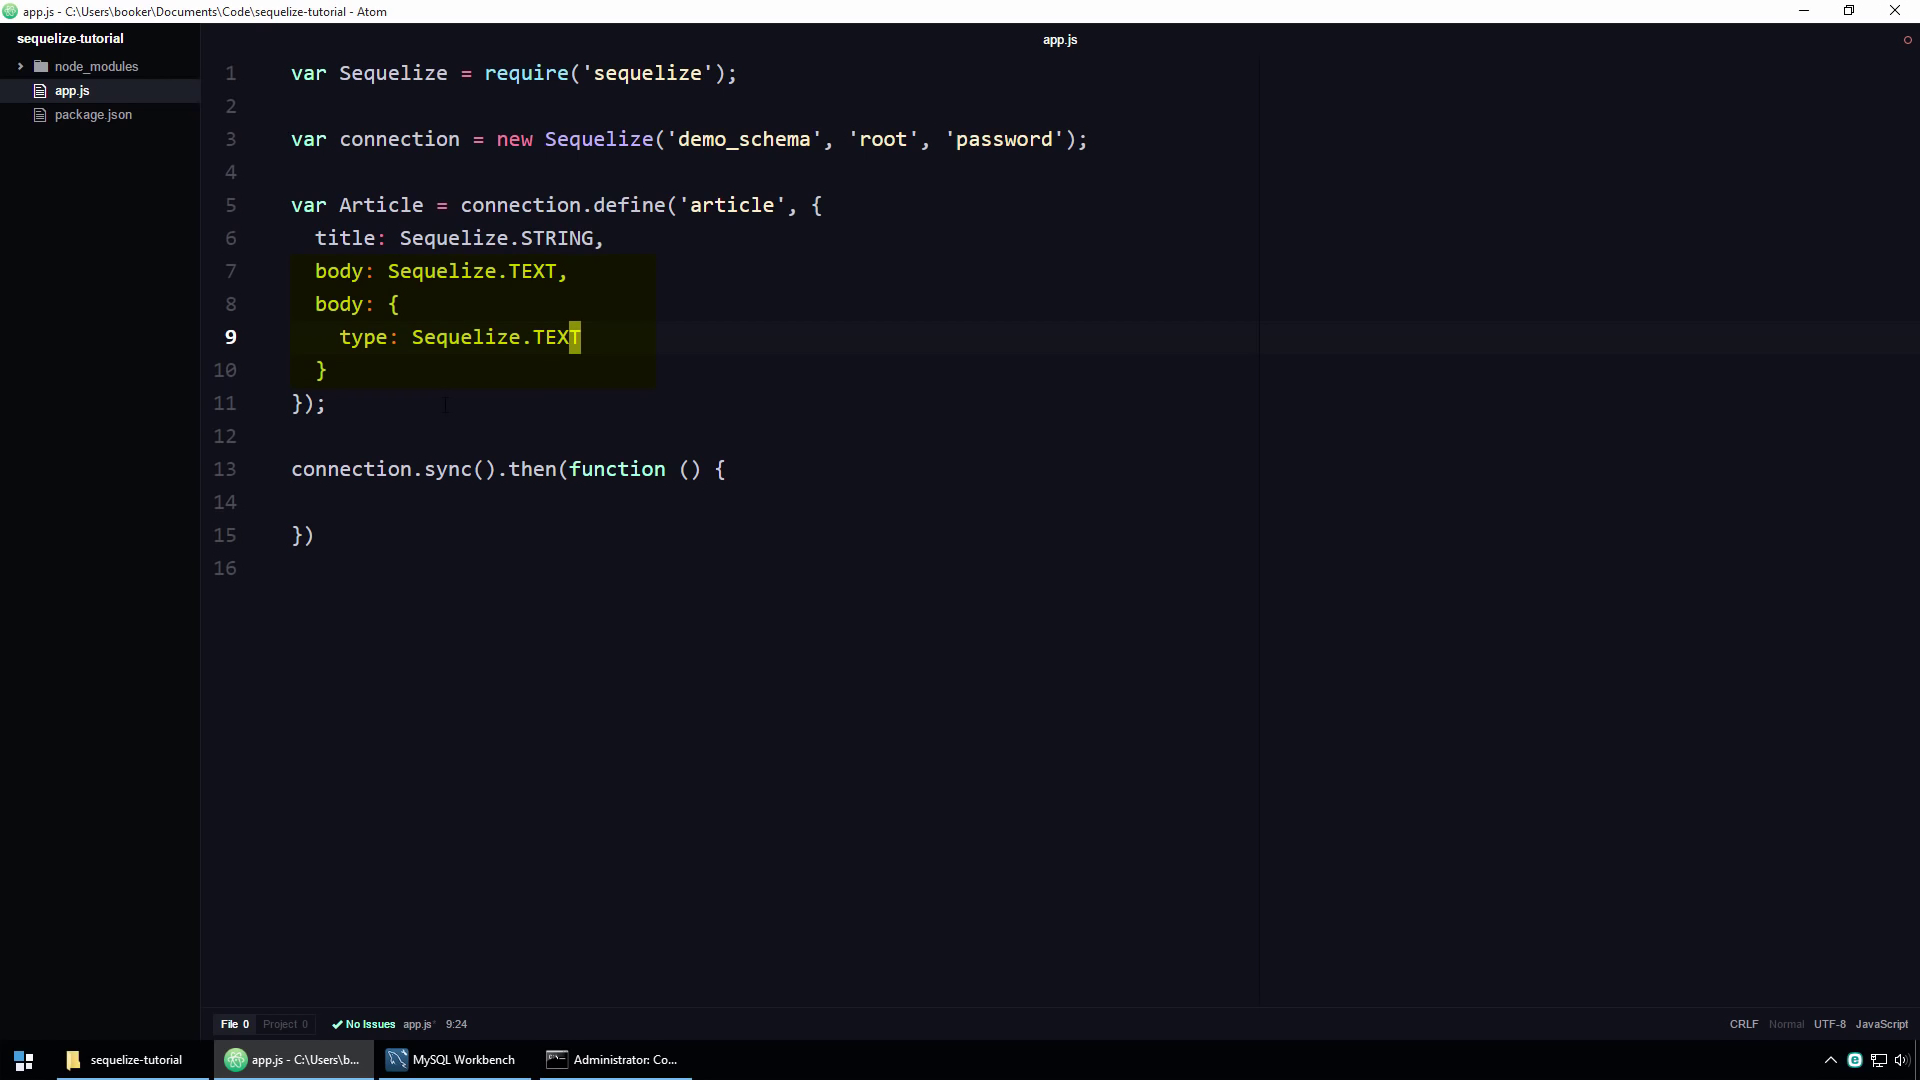 app.js - C:\Users\booker\Documents\Code\sequelize-tutorial - Atom
sequelize-tutorial
node_modules
app.js
package.json
app.js
1 var Sequelize = require('sequelize');
2
3 var connection = new Sequelize('demo_schema', 'root', 'password');
4
5 var Article = connection.define('article', {
6 title: Sequelize.STRING,
7 body: Sequelize.TEXT,
8 body: {
9 type: Sequelize.TEXT
10 }
11 });
12
13 connection.sync().then(function () {
14
15 })
16
File 0 Project 0 No Issues app.js* 9:24 CRLF Normal UTF-8 JavaScript
sequelize-tutorial app.js - C:\Users\b... MySQL Workbench Administrator: Co...